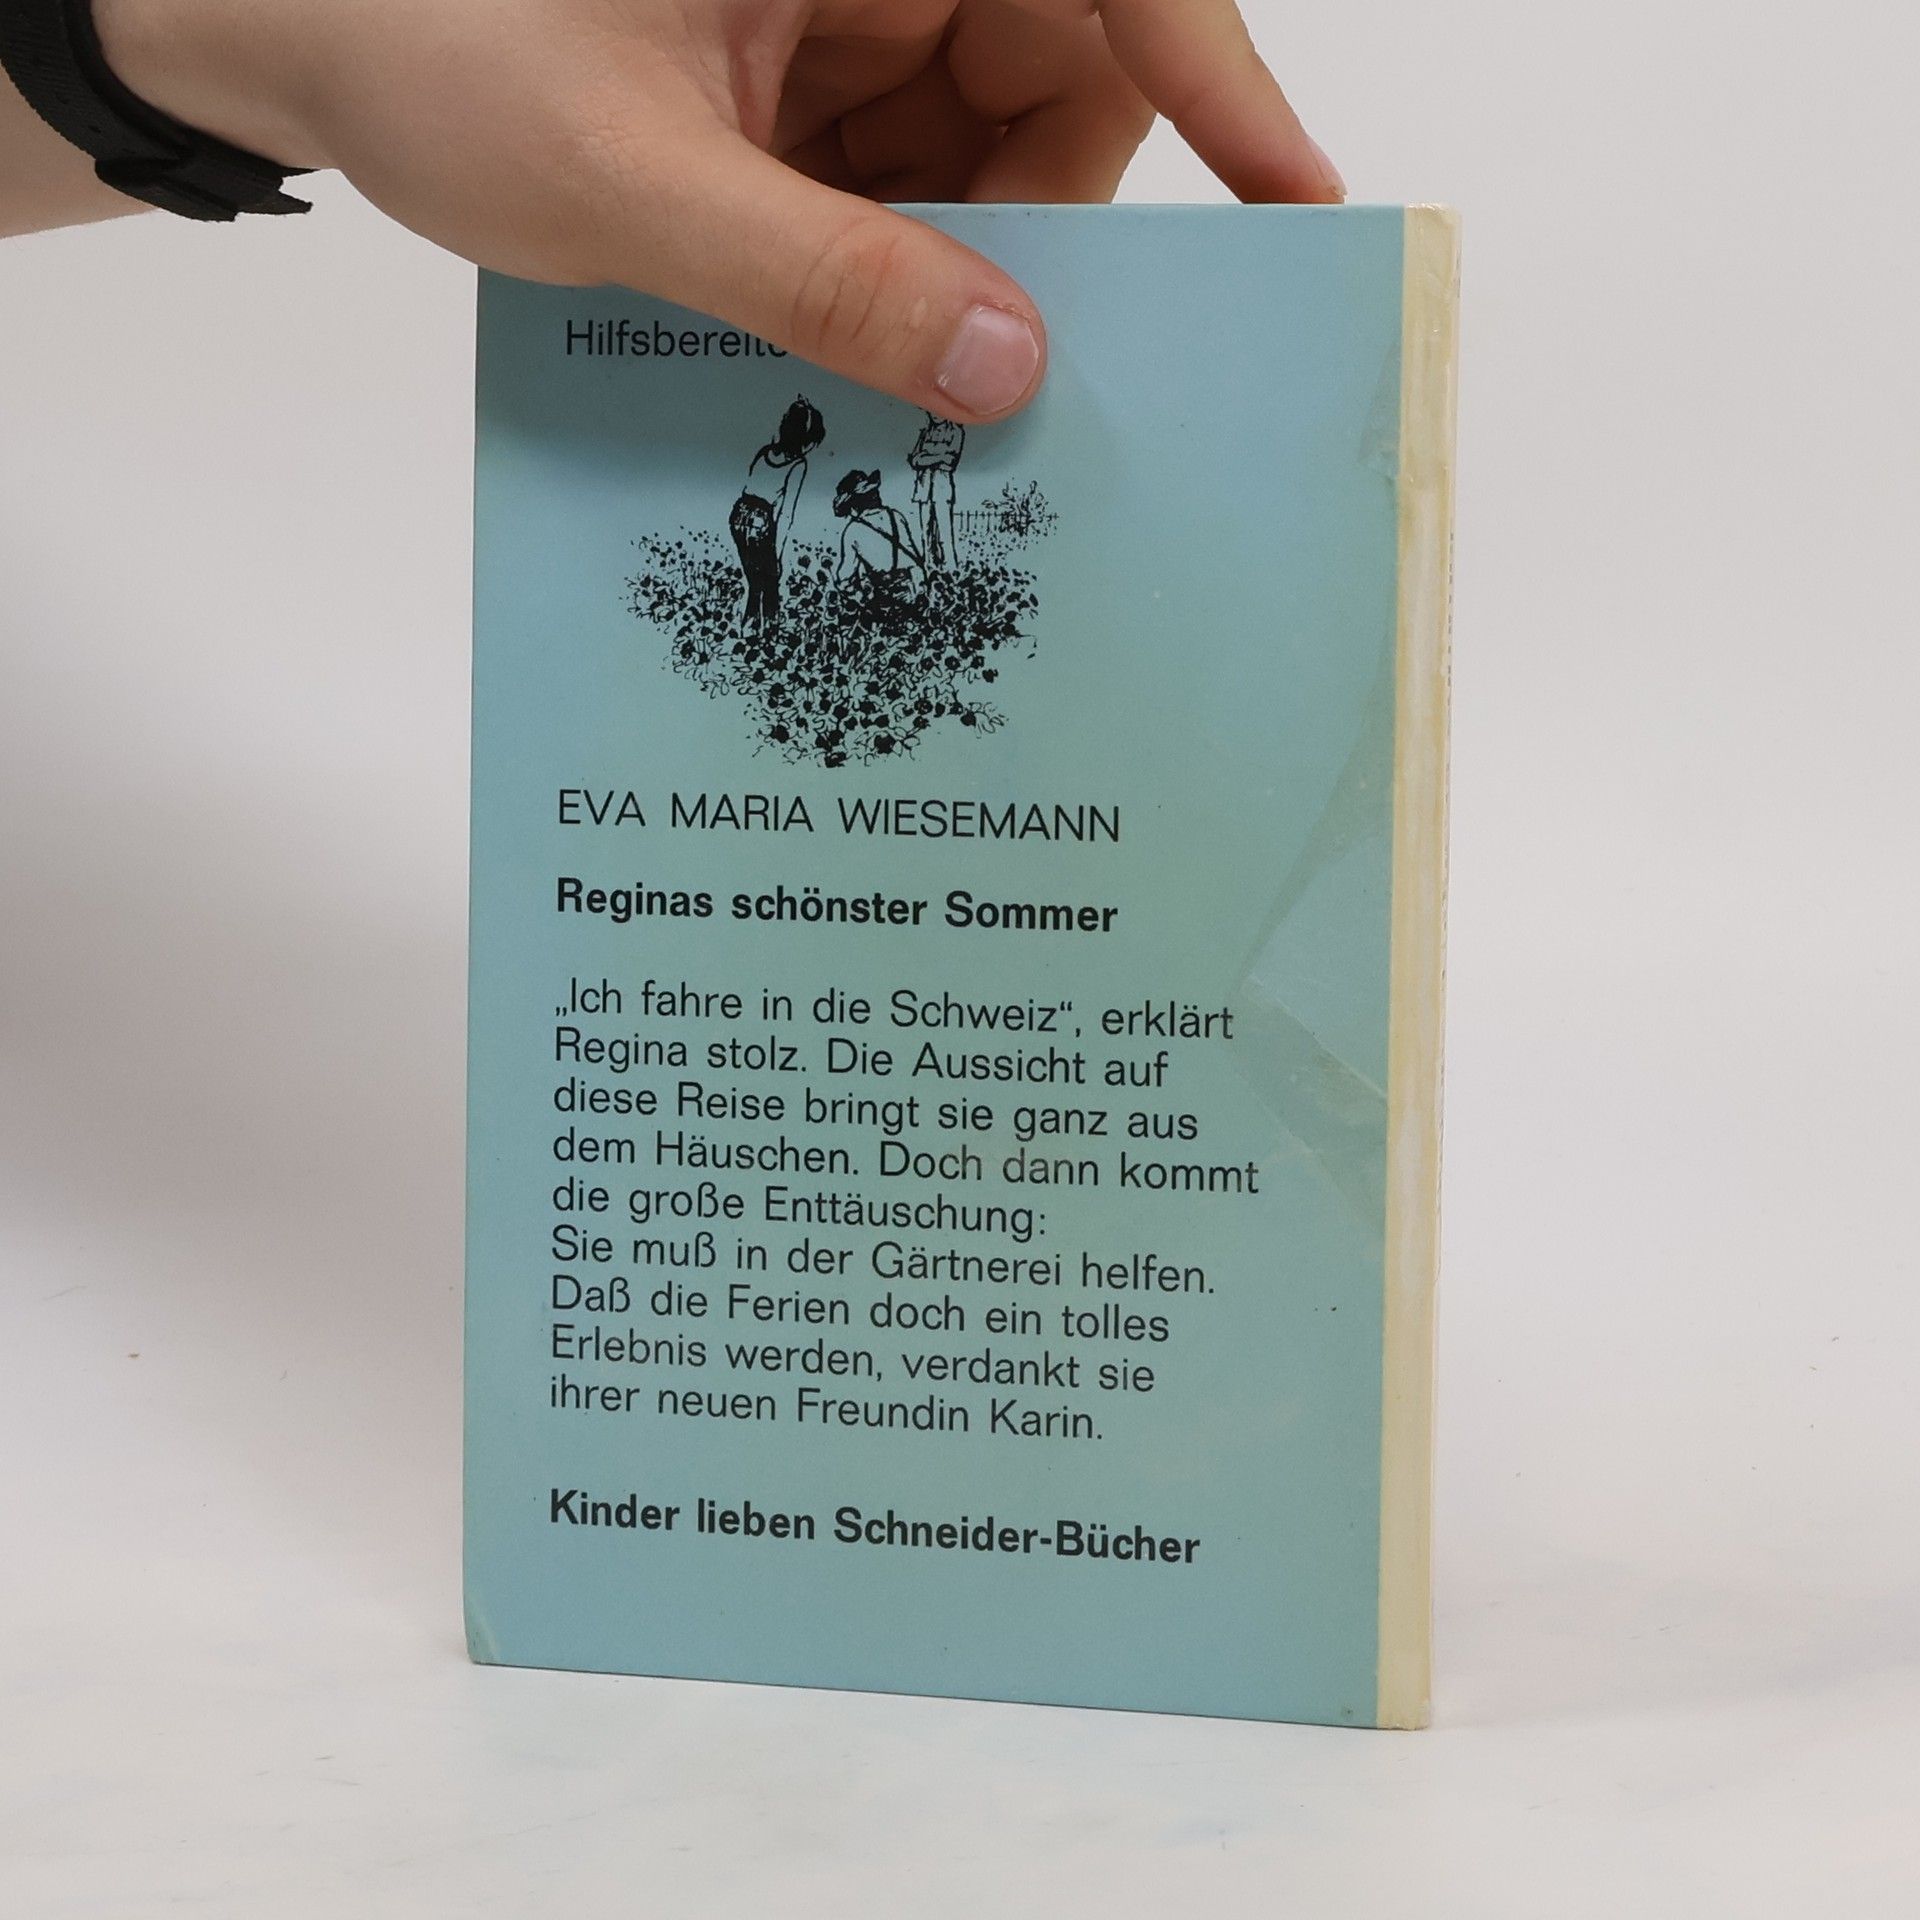 EVA MARIA WIESEMANN
Reginas schönster Sommer
„Ich fahre in die Schweiz“, erklärt
Regina stolz. Die Aussicht auf
diese Reise bringt sie ganz aus
dem Häuschen. Doch dann kommt
die große Enttäuschung:
Sie muß in der Gärtnerei helfen.
Daß die Ferien doch ein tolles
Erlebnis werden, verdankt sie
ihrer neuen Freundin Karin.
Kinder lieben Schneider-Bücher